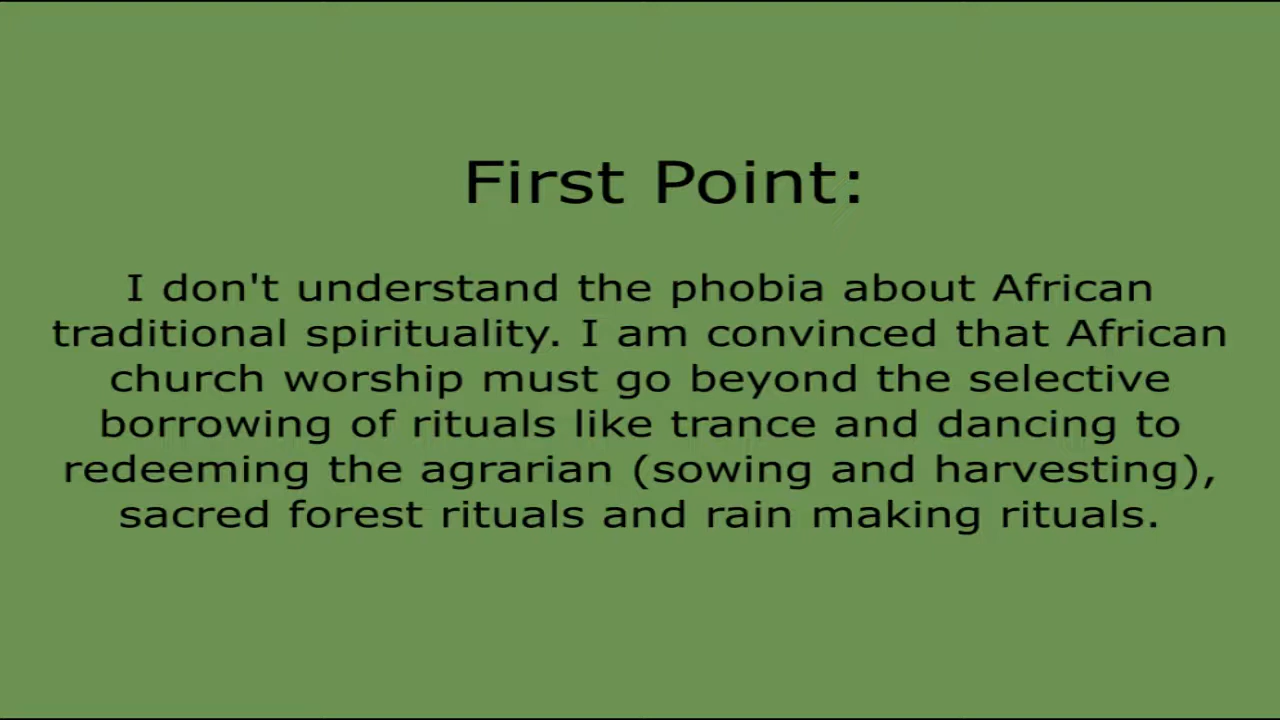 First Point:
I don't understand the phobia about African
traditional spirituality. I am convinced that African
church worship must go beyond the selective
borrowing of rituals like trance and dancing to
redeeming the agrarian (sowing and harvesting),
sacred forest rituals and rain making rituals.